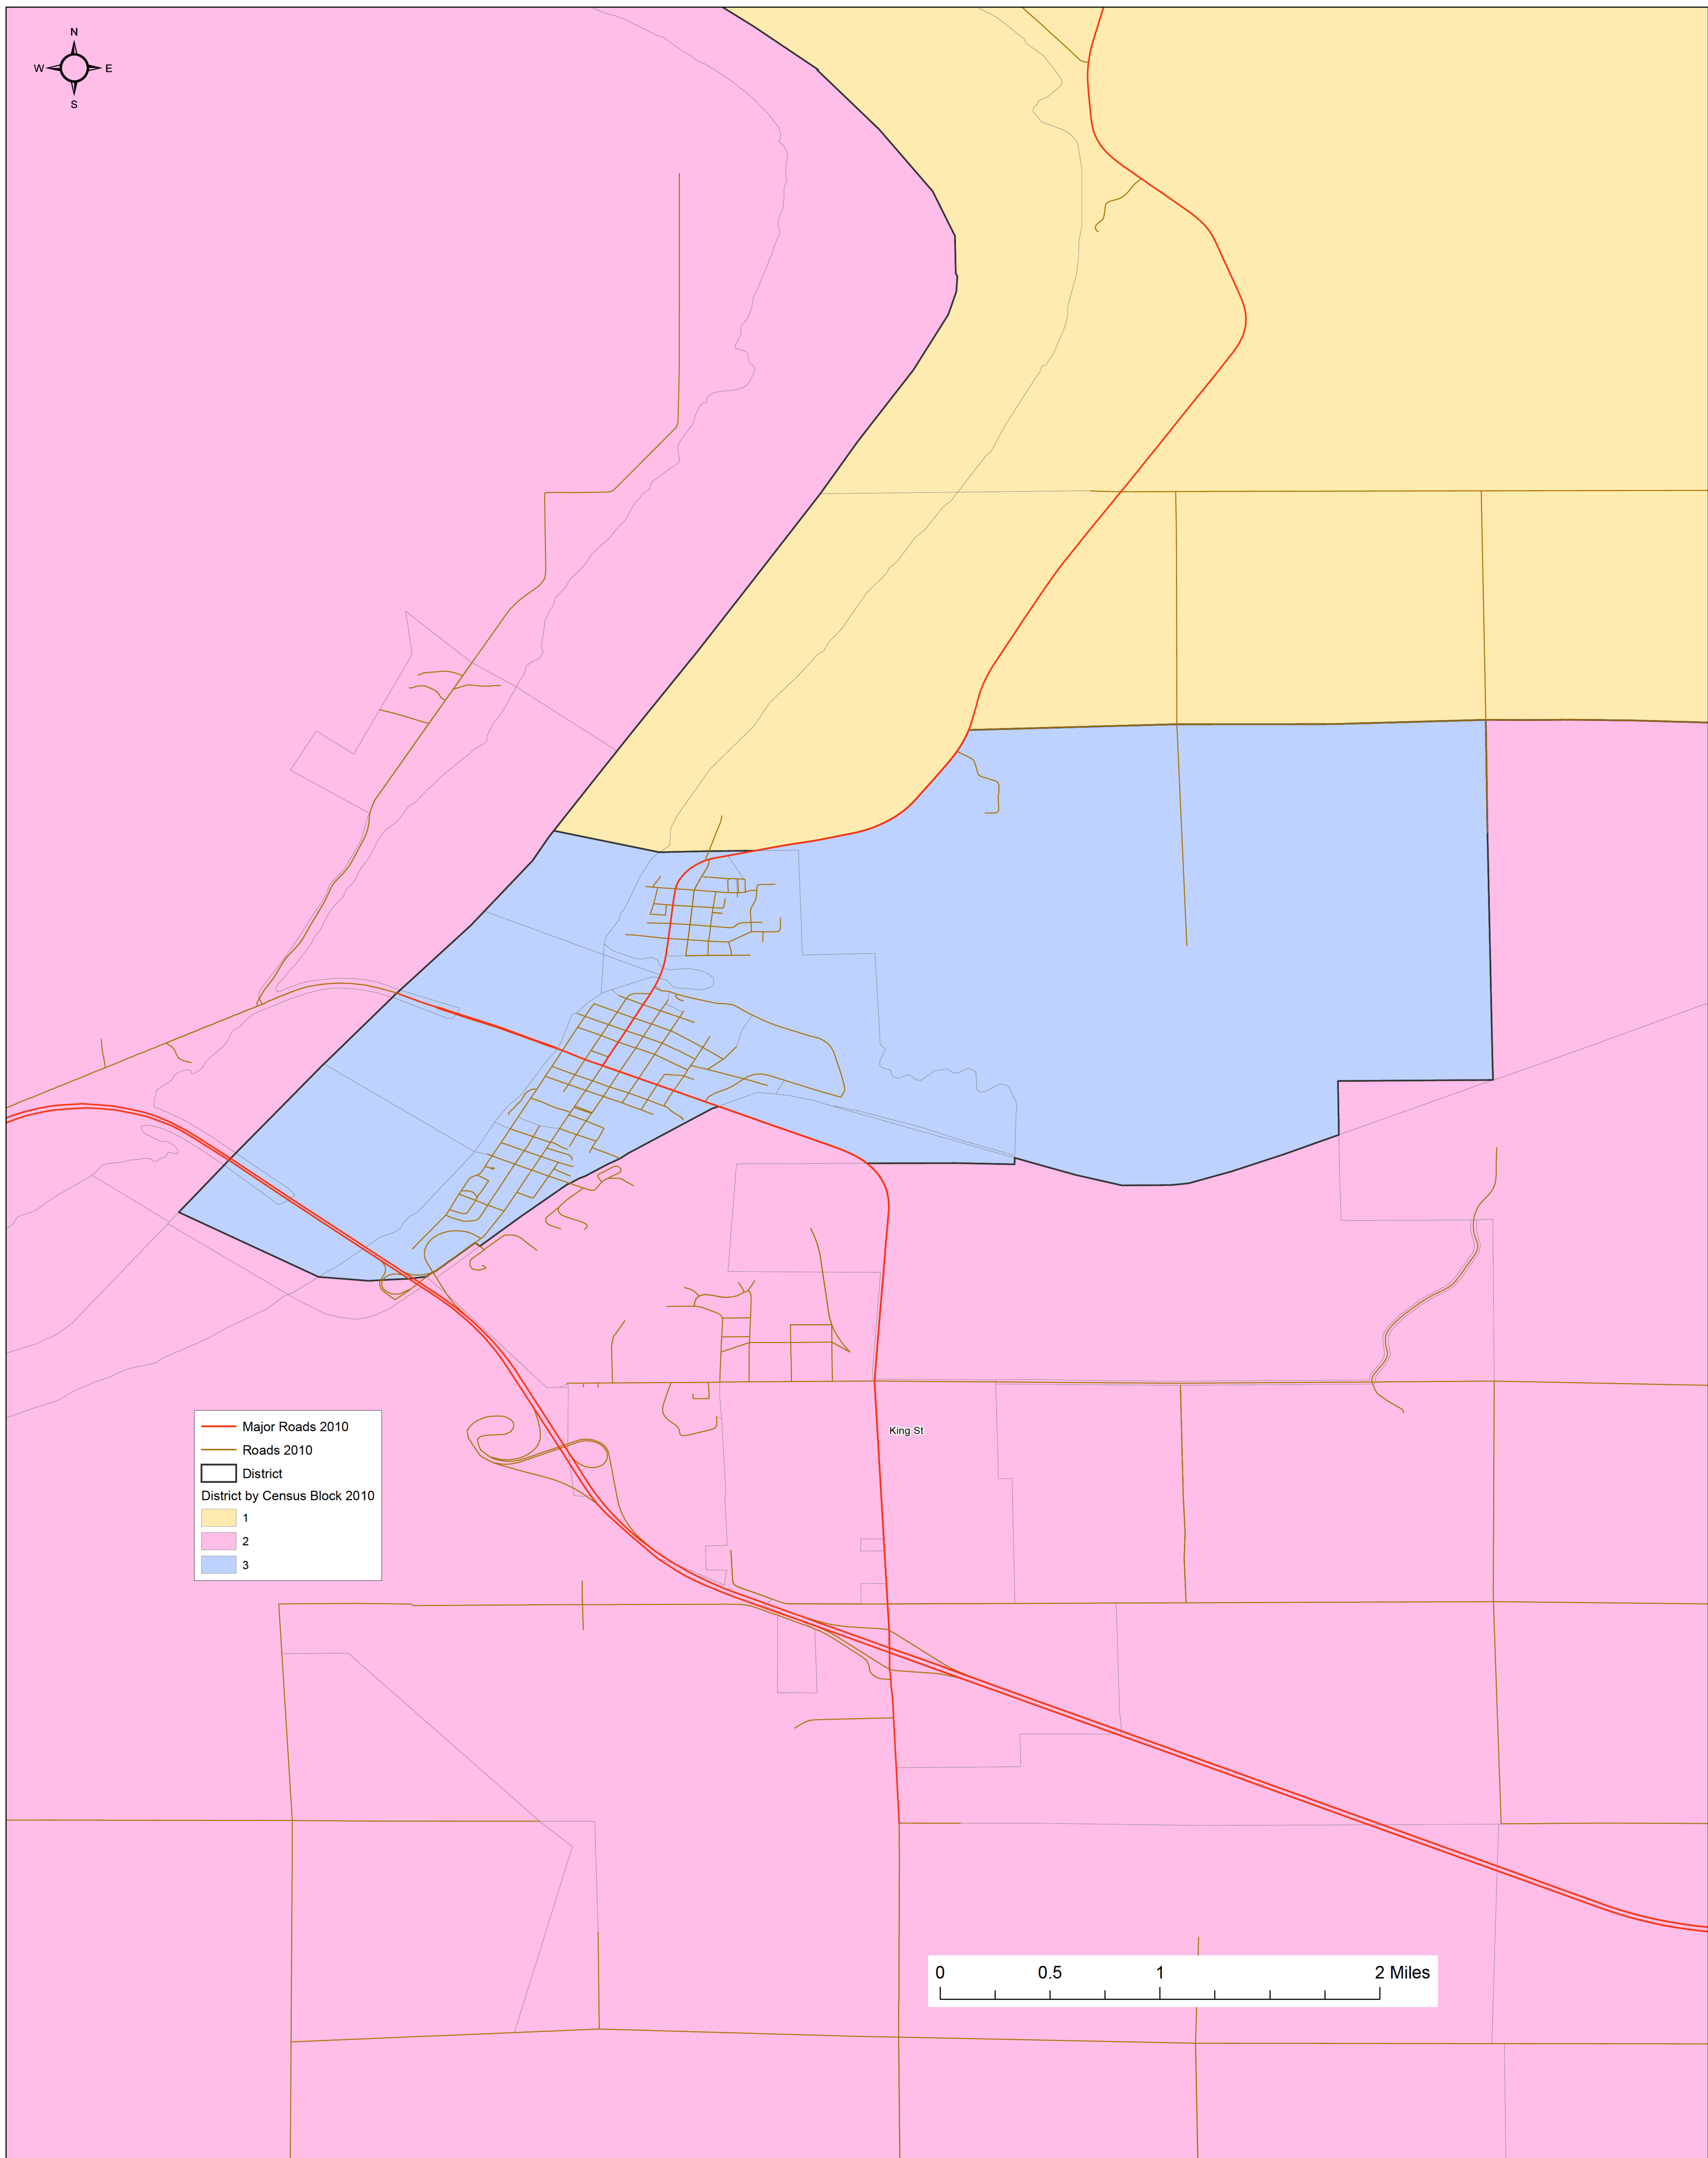 N
W E
S
Major Roads 2010
Roads 2010
District
District by Census Block 2010
1
2
3
King St
0 0.5 1 2 Miles